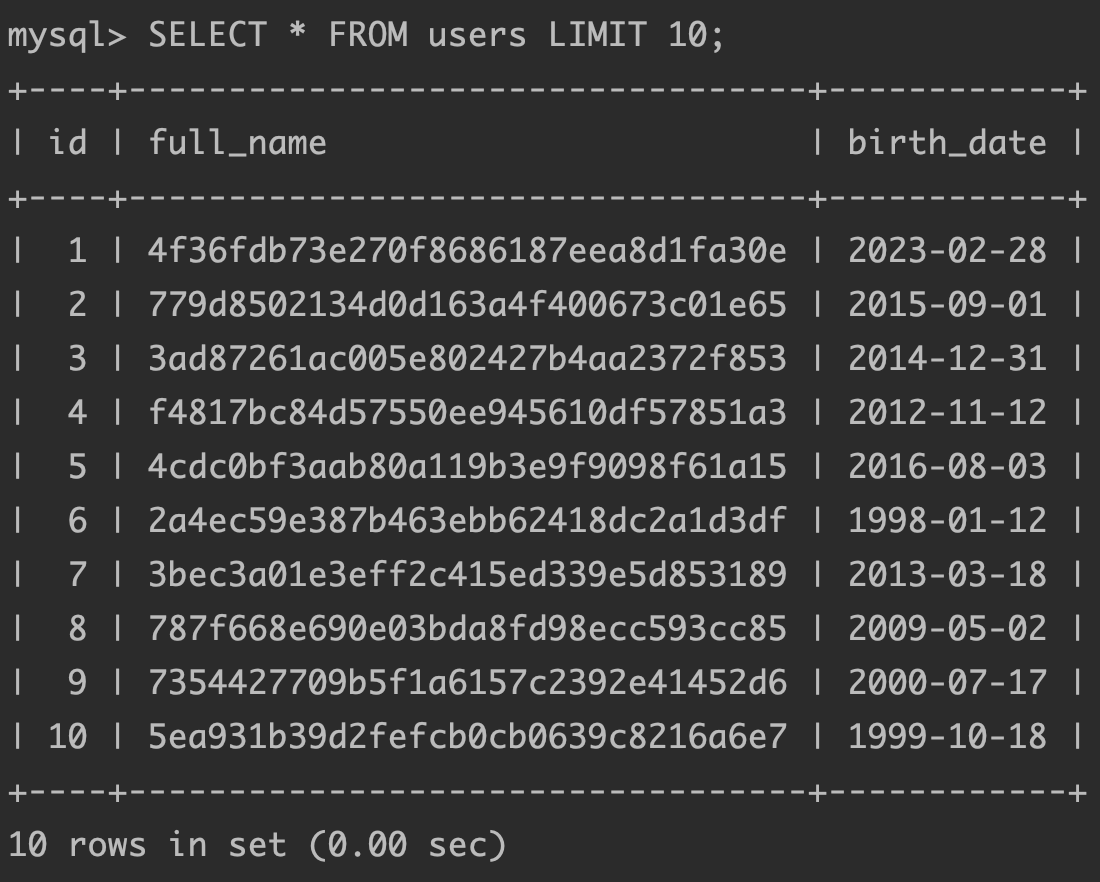 mysql> SELECT * FROM users LIMIT 10;
+----+----------------------------------+------------+
| id | full_name                        | birth_date |
+----+----------------------------------+------------+
|  1 | 4f36fdb73e270f8686187eea8d1fa30e | 2023-02-28 |
|  2 | 779d8502134d0d163a4f400673c01e65 | 2015-09-01 |
|  3 | 3ad87261ac005e802427b4aa2372f853 | 2014-12-31 |
|  4 | f4817bc84d57550ee945610df57851a3 | 2012-11-12 |
|  5 | 4cdc0bf3aab80a119b3e9f9098f61a15 | 2016-08-03 |
|  6 | 2a4ec59e387b463ebb62418dc2a1d3df | 1998-01-12 |
|  7 | 3bec3a01e3eff2c415ed339e5d853189 | 2013-03-18 |
|  8 | 787f668e690e03bda8fd98ecc593cc85 | 2009-05-02 |
|  9 | 7354427709b5f1a6157c2392e41452d6 | 2000-07-17 |
| 10 | 5ea931b39d2fefcb0cb0639c8216a6e7 | 1999-10-18 |
+----+----------------------------------+------------+
10 rows in set (0.00 sec)